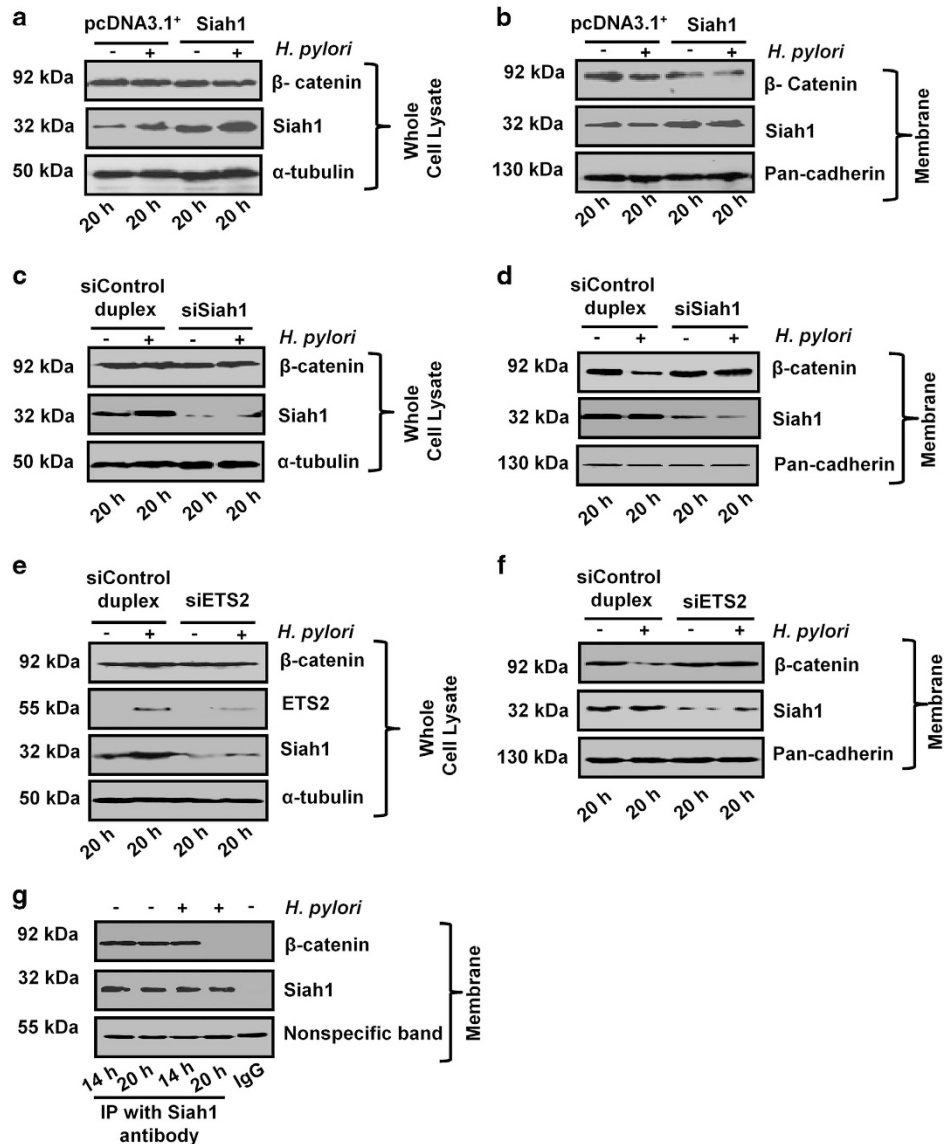 a
pcDNA3.1⁺ Siah1
- + - + H. pylori
92 kDa β- catenin
32 kDa Siah1
50 kDa α-tubulin
20 h 20 h 20 h 20 h
Whole
Cell Lysate
b
pcDNA3.1⁺ Siah1
- + - + H. pylori
92 kDa β- Catenin
32 kDa Siah1
130 kDa Pan-cadherin
20 h 20 h 20 h 20 h
Membrane
c
siControl
duplex siSiah1
- + - + H. pylori
92 kDa β-catenin
32 kDa Siah1
50 kDa α-tubulin
20 h 20 h 20 h 20 h
Whole
Cell Lysate
d
siControl
duplex siSiah1
- + - + H. pylori
92 kDa β-catenin
32 kDa Siah1
130 kDa Pan-cadherin
20 h 20 h 20 h 20 h
Membrane
e
siControl
duplex siETS2
- + - + H. pylori
92 kDa β-catenin
55 kDa ETS2
32 kDa Siah1
50 kDa α-tubulin
20 h 20 h 20 h 20 h
Whole
Cell Lysate
f
siControl
duplex siETS2
- + - + H. pylori
92 kDa β-catenin
32 kDa Siah1
130 kDa Pan-cadherin
20 h 20 h 20 h 20 h
Membrane
g
- - + + - H. pylori
92 kDa β-catenin
32 kDa Siah1
55 kDa Nonspecific band
14 h 20 h 14 h 20 h IgG
IP with Siah1
antibody
Membrane